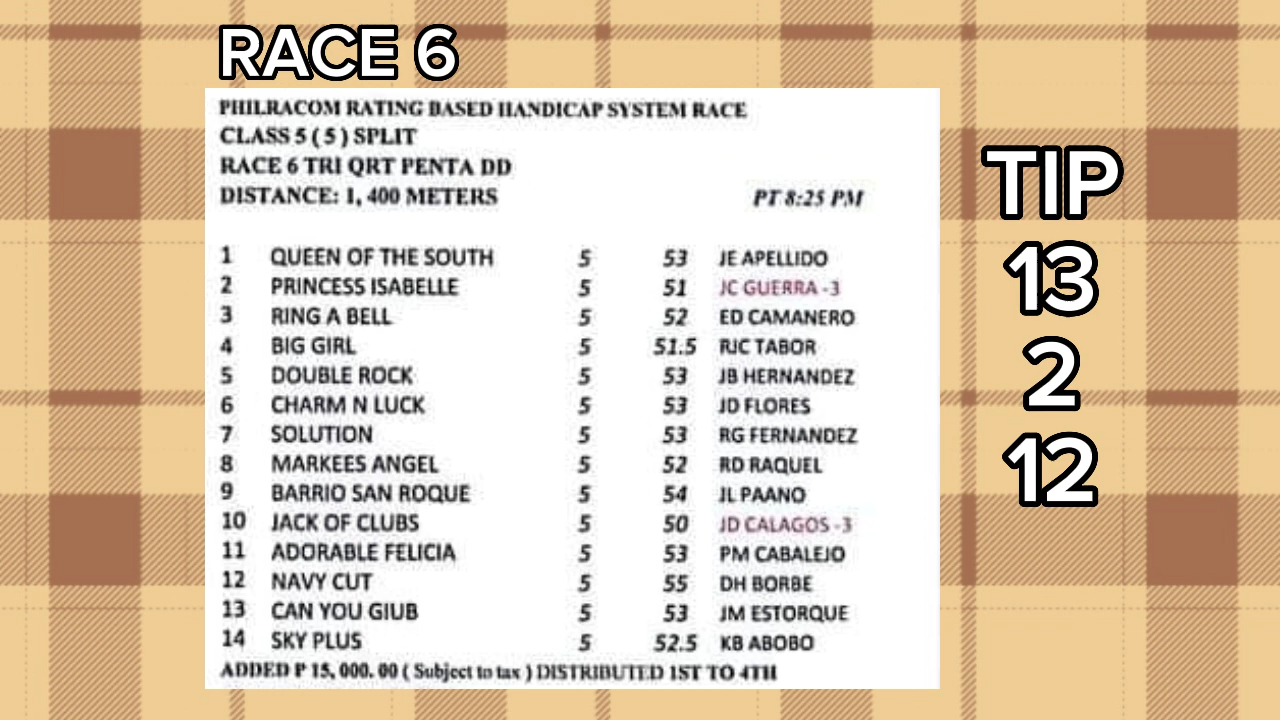 RACE 6
PHILRACOM RATING BASED HANDICAP SYSTEM RACE
CLASS 5 ( 5 ) SPLIT
RACE 6 TRI QRT PENTA DD
DISTANCE: 1, 400 METERS PT 8:25 PM
1 QUEEN OF THE SOUTH 5 53 JE APELLIDO
2 PRINCESS ISABELLE 5 51 JC GUERRA -3
3 RING A BELL 5 52 ED CAMANERO
4 BIG GIRL 5 51.5 RJC TABOR
5 DOUBLE ROCK 5 53 JB HERNANDEZ
6 CHARM N LUCK 5 53 JD FLORES
7 SOLUTION 5 53 RG FERNANDEZ
8 MARKEES ANGEL 5 52 RD RAQUEL
9 BARRIO SAN ROQUE 5 54 JL PAANO
10 JACK OF CLUBS 5 50 JD CALAGOS -3
11 ADORABLE FELICIA 5 53 PM CABALEJO
12 NAVY CUT 5 55 DH BORBE
13 CAN YOU GIUB 5 53 JM ESTORQUE
14 SKY PLUS 5 52.5 KB ABOBO
ADDED P 15, 000. 00 ( Subject to tax ) DISTRIBUTED 1ST TO 4TH
TIP
13
2
12